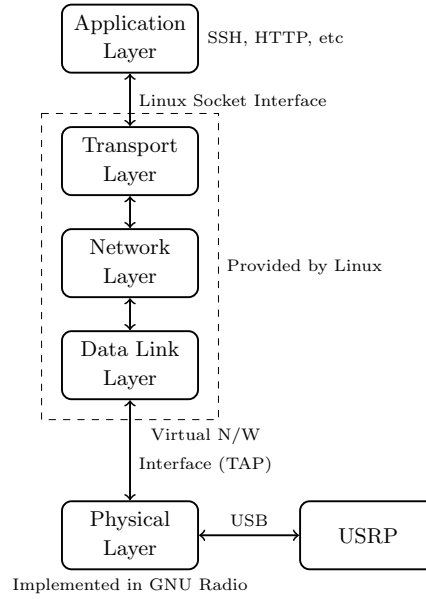 Application
Layer
SSH, HTTP, etc
Linux Socket Interface
Transport
Layer
Network
Layer
Provided by Linux
Data Link
Layer
Virtual N/W
Interface (TAP)
Physical
Layer
USB
USRP
Implemented in GNU Radio